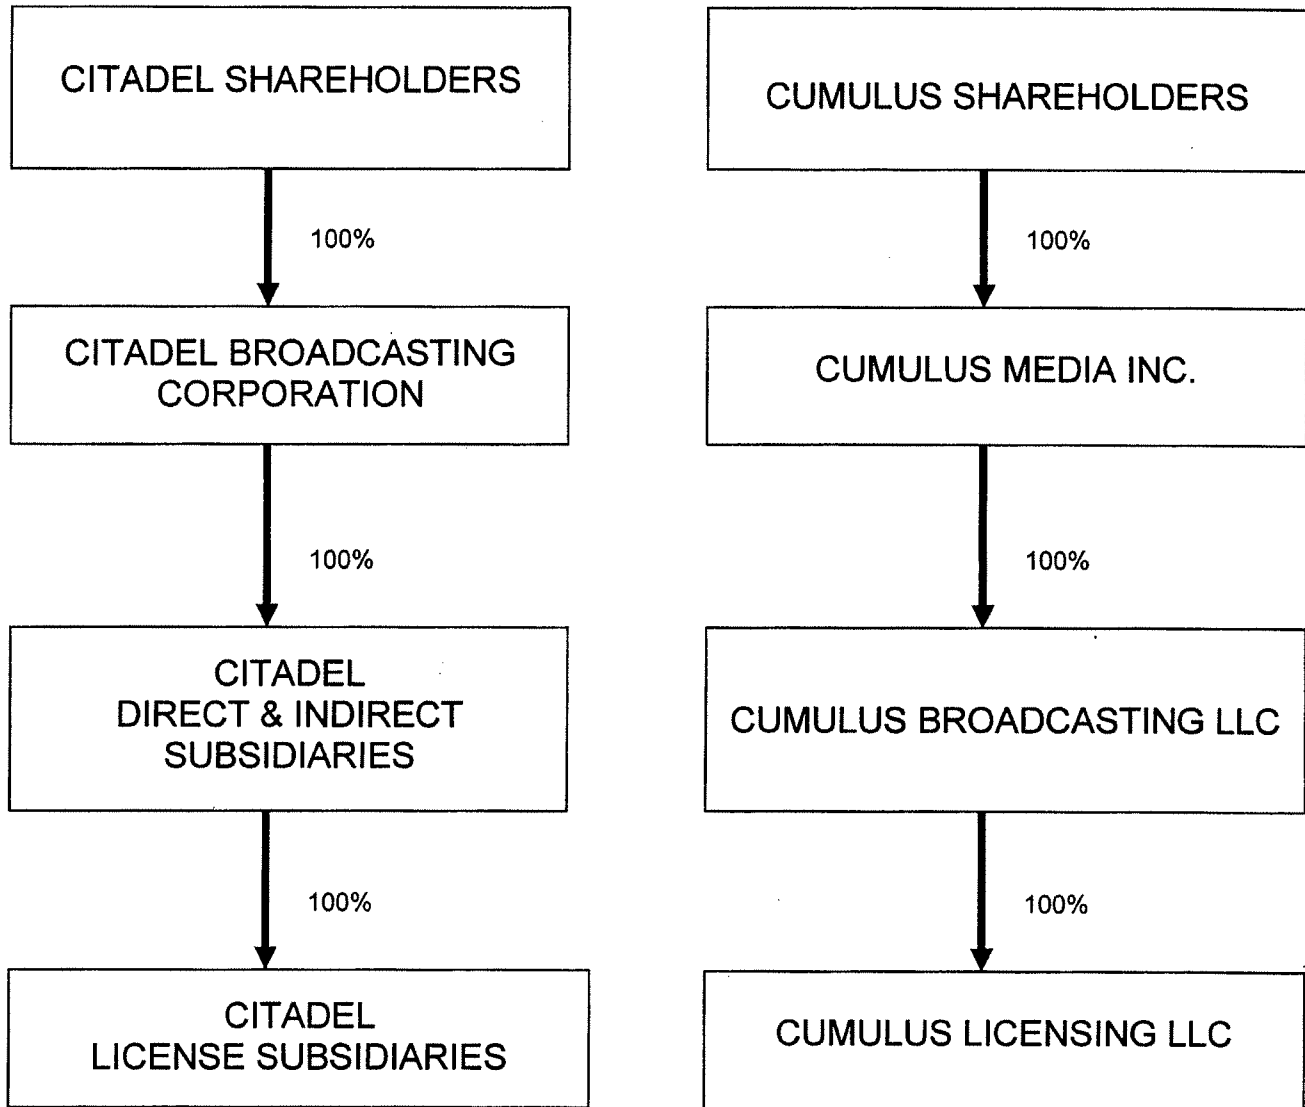 CITADEL SHAREHOLDERS
100%
CITADEL BROADCASTING
CORPORATION
100%
CITADEL
DIRECT & INDIRECT
SUBSIDIARIES
100%
CITADEL
LICENSE SUBSIDIARIES
CUMULUS SHAREHOLDERS
100%
CUMULUS MEDIA INC.
100%
CUMULUS BROADCASTING LLC
100%
CUMULUS LICENSING LLC